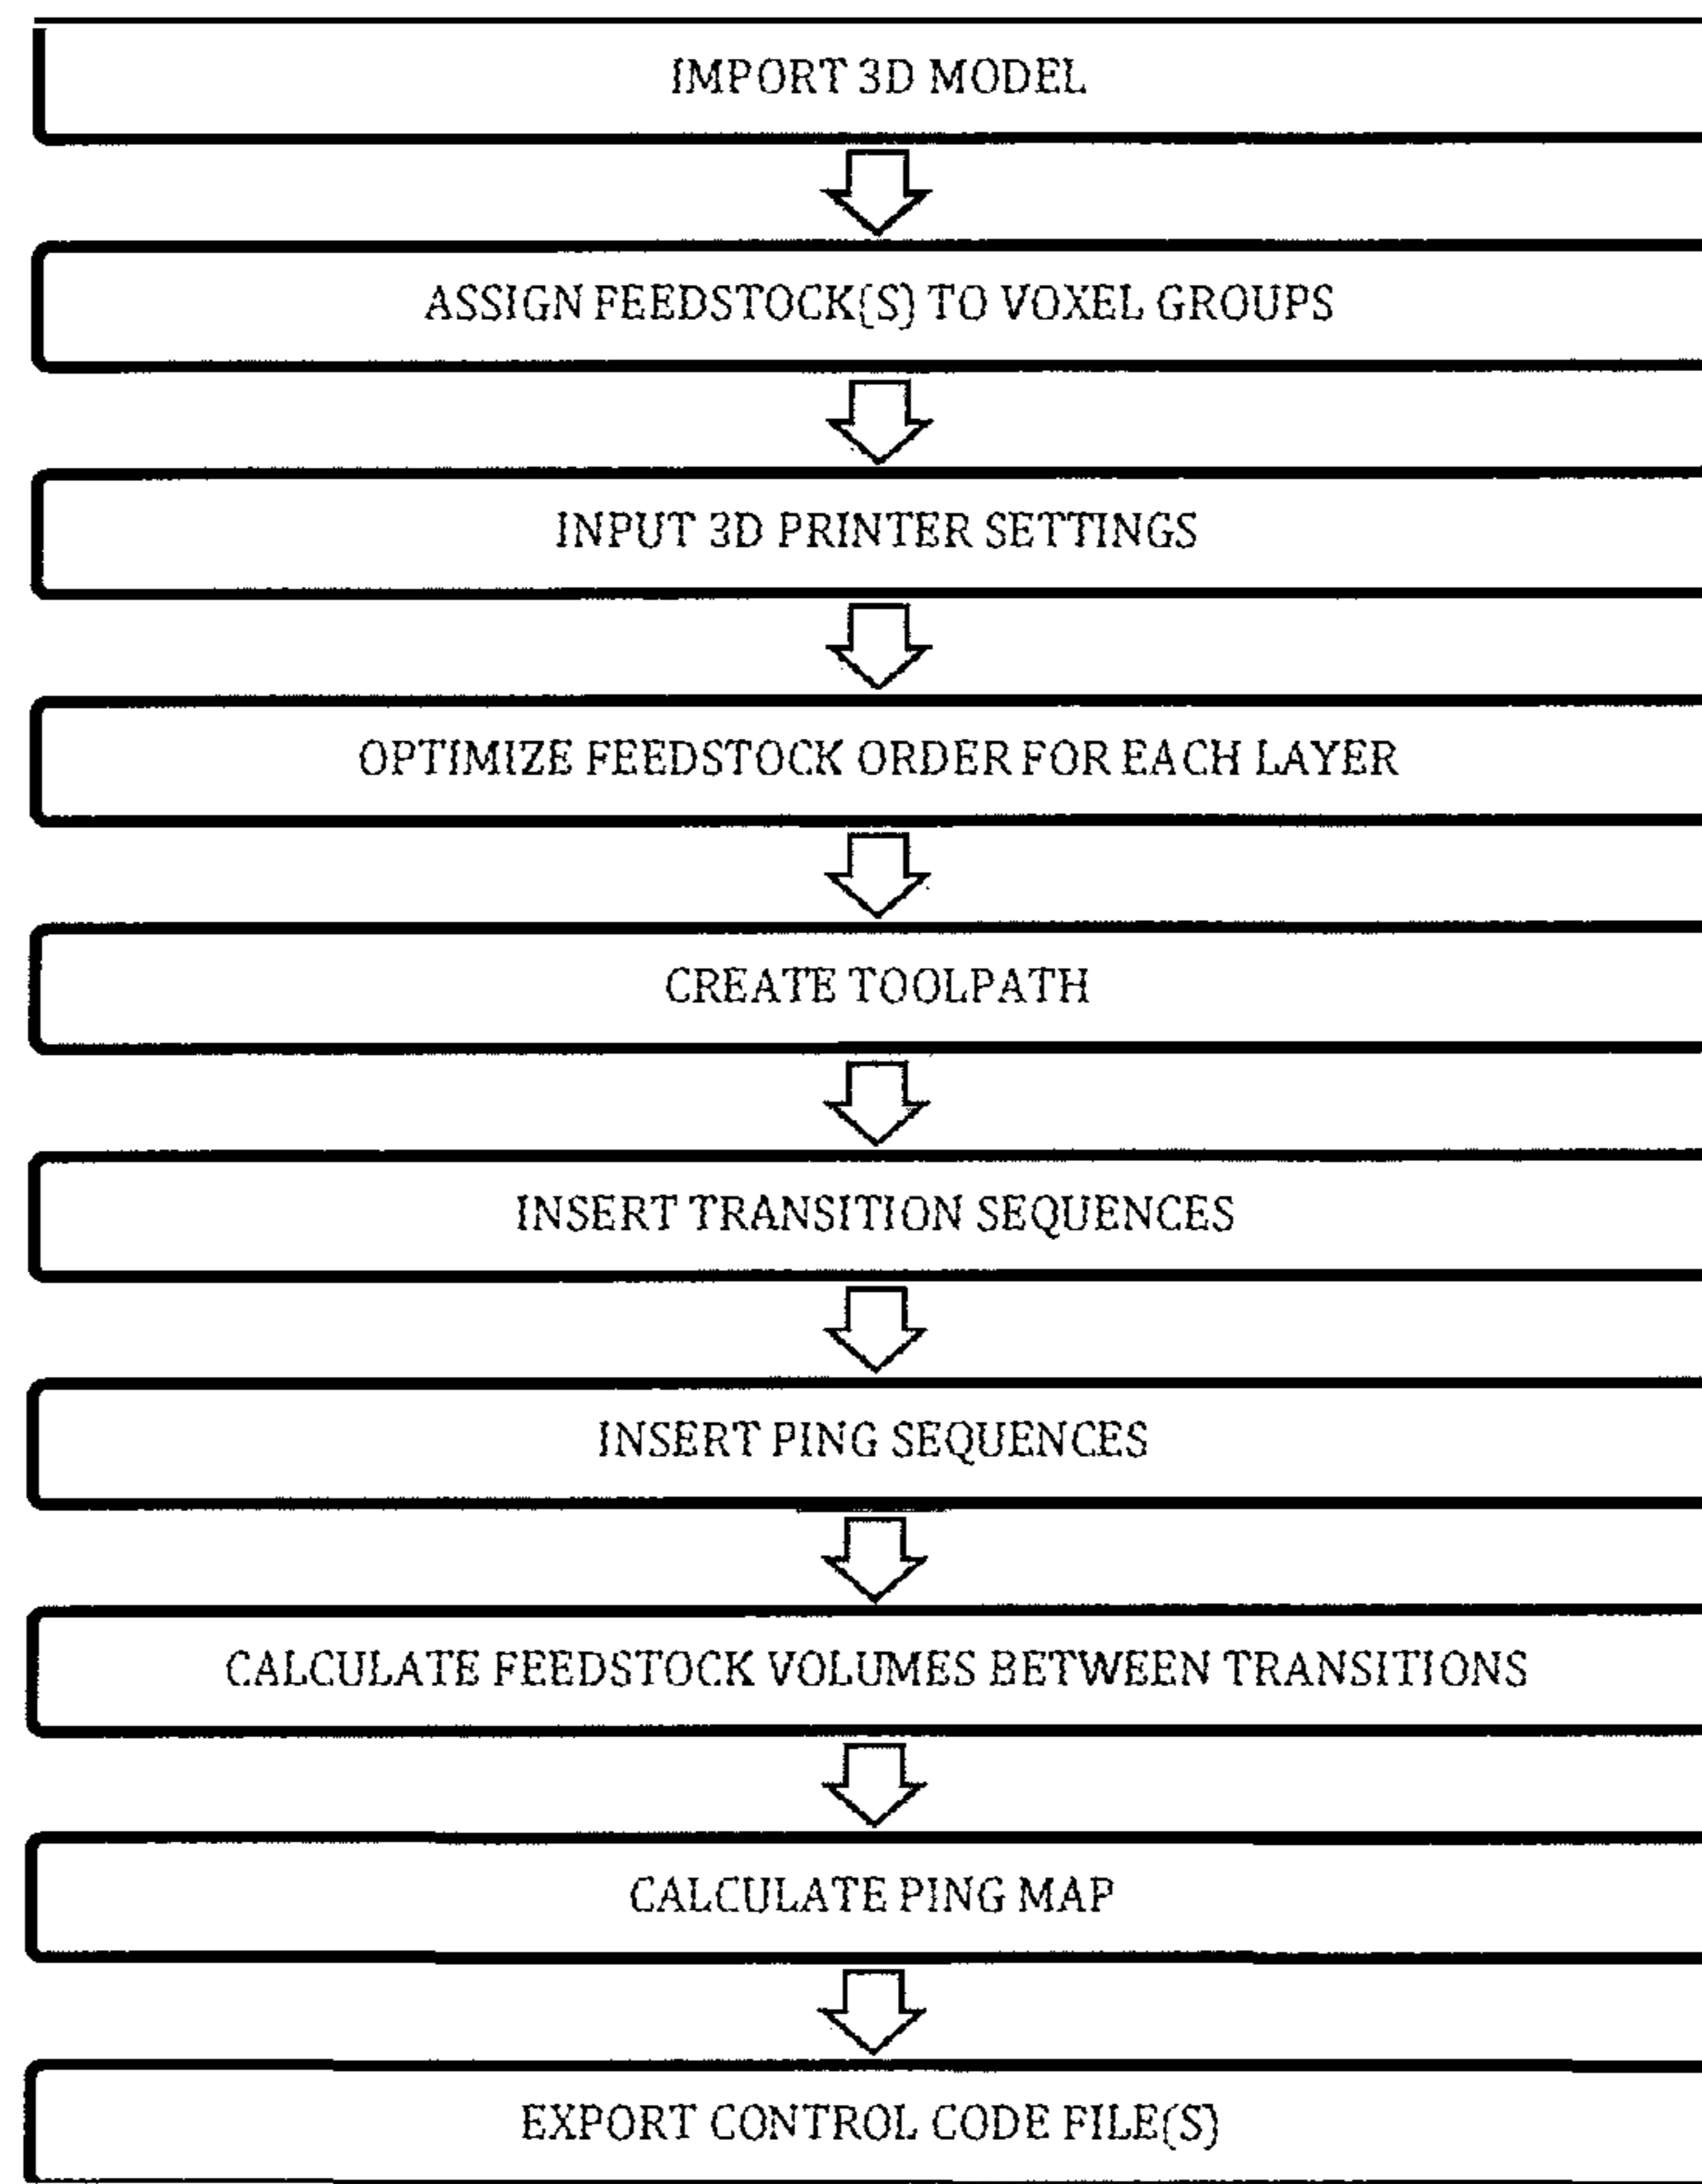 IMPORT 3D MODEL
ASSIGN FEEDSTOCK(S) TO VOXEL GROUPS
INPUT 3D PRINTER SETTINGS
OPTIMIZE FEEDSTOCK ORDER FOR EACH LAYER
CREATE TOOLPATH
INSERT TRANSITION SEQUENCES
INSERT PING SEQUENCES
CALCULATE FEEDSTOCK VOLUMES BETWEEN TRANSITIONS
CALCULATE PING MAP
EXPORT CONTROL CODE FILE(S)